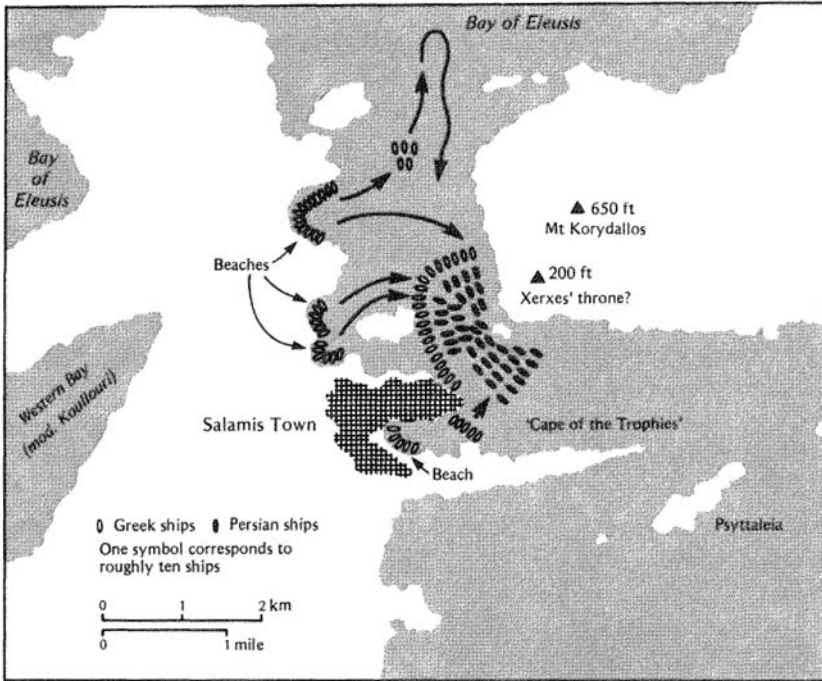 Bay of Eleusis
Bay
of
Eleusis
650 ft
Mt Korydallos
200 ft
Xerxes' throne?
Beaches
Western Bay
(mod. Koullouri)
Salamis Town
'Cape of the Trophies'
Beach
Psyttaleia
Greek ships Persian ships
One symbol corresponds to
roughly ten ships
0 1 2 km
0 1 mile